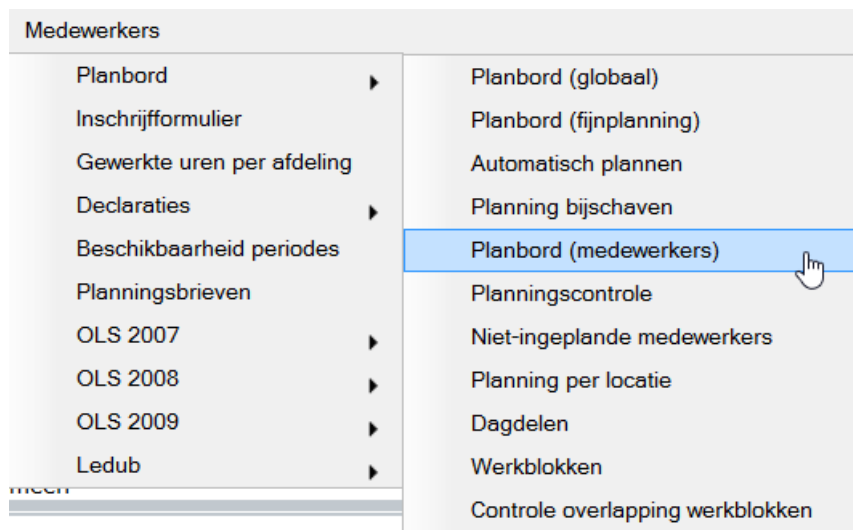 Medewerkers
Planbord
Inschrijfformulier
Gewerkte uren per afdeling
Declaraties
Beschikbaarheid periodes
Planningsbrieven
OLS 2007
OLS 2008
OLS 2009
Ledub
Planbord (globaal)
Planbord (fijnplanning)
Automatisch plannen
Planning bijschaven
Planbord (medewerkers)
Planningscontrole
Niet-ingeplande medewerkers
Planning per locatie
Dagdelen
Werkblokken
Controle overlapping werkblokken